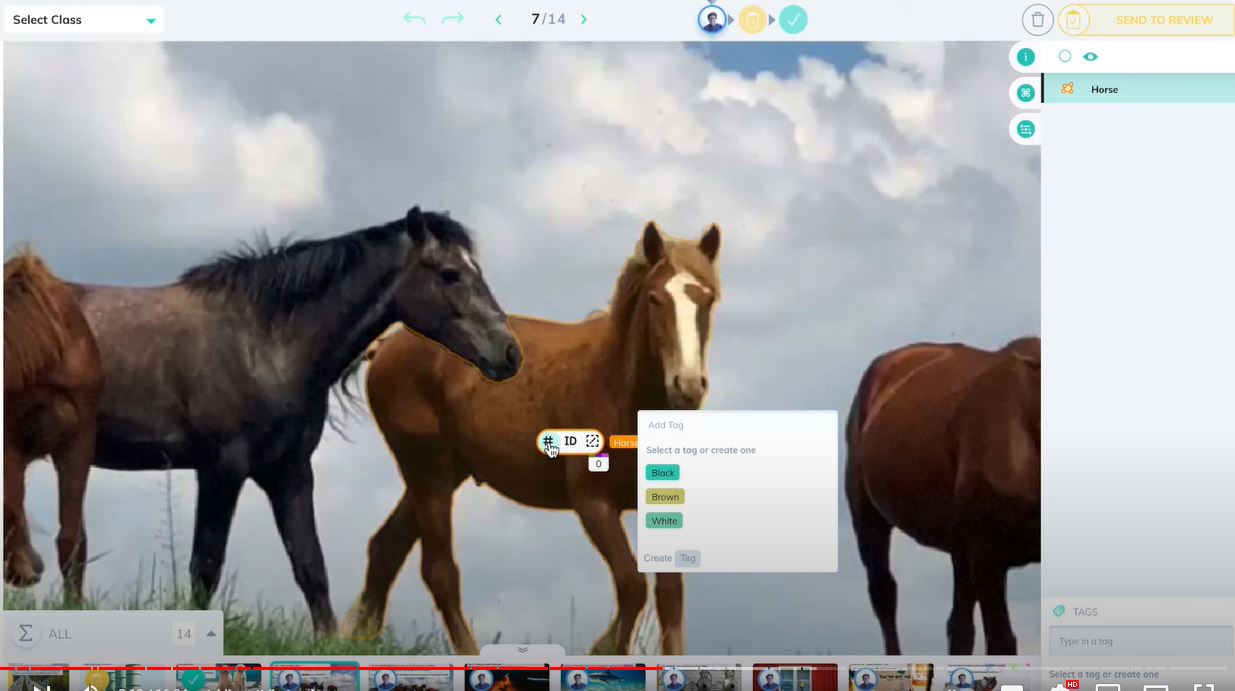 Select Class
7/14
SEND TO REVIEW
i
Horse
# ID Horse
0
Add Tag
Select a tag or create one
Black
Brown
White
Create Tag
Σ ALL 14
TAGS
Type in a tag
Select a tag or create one
HD